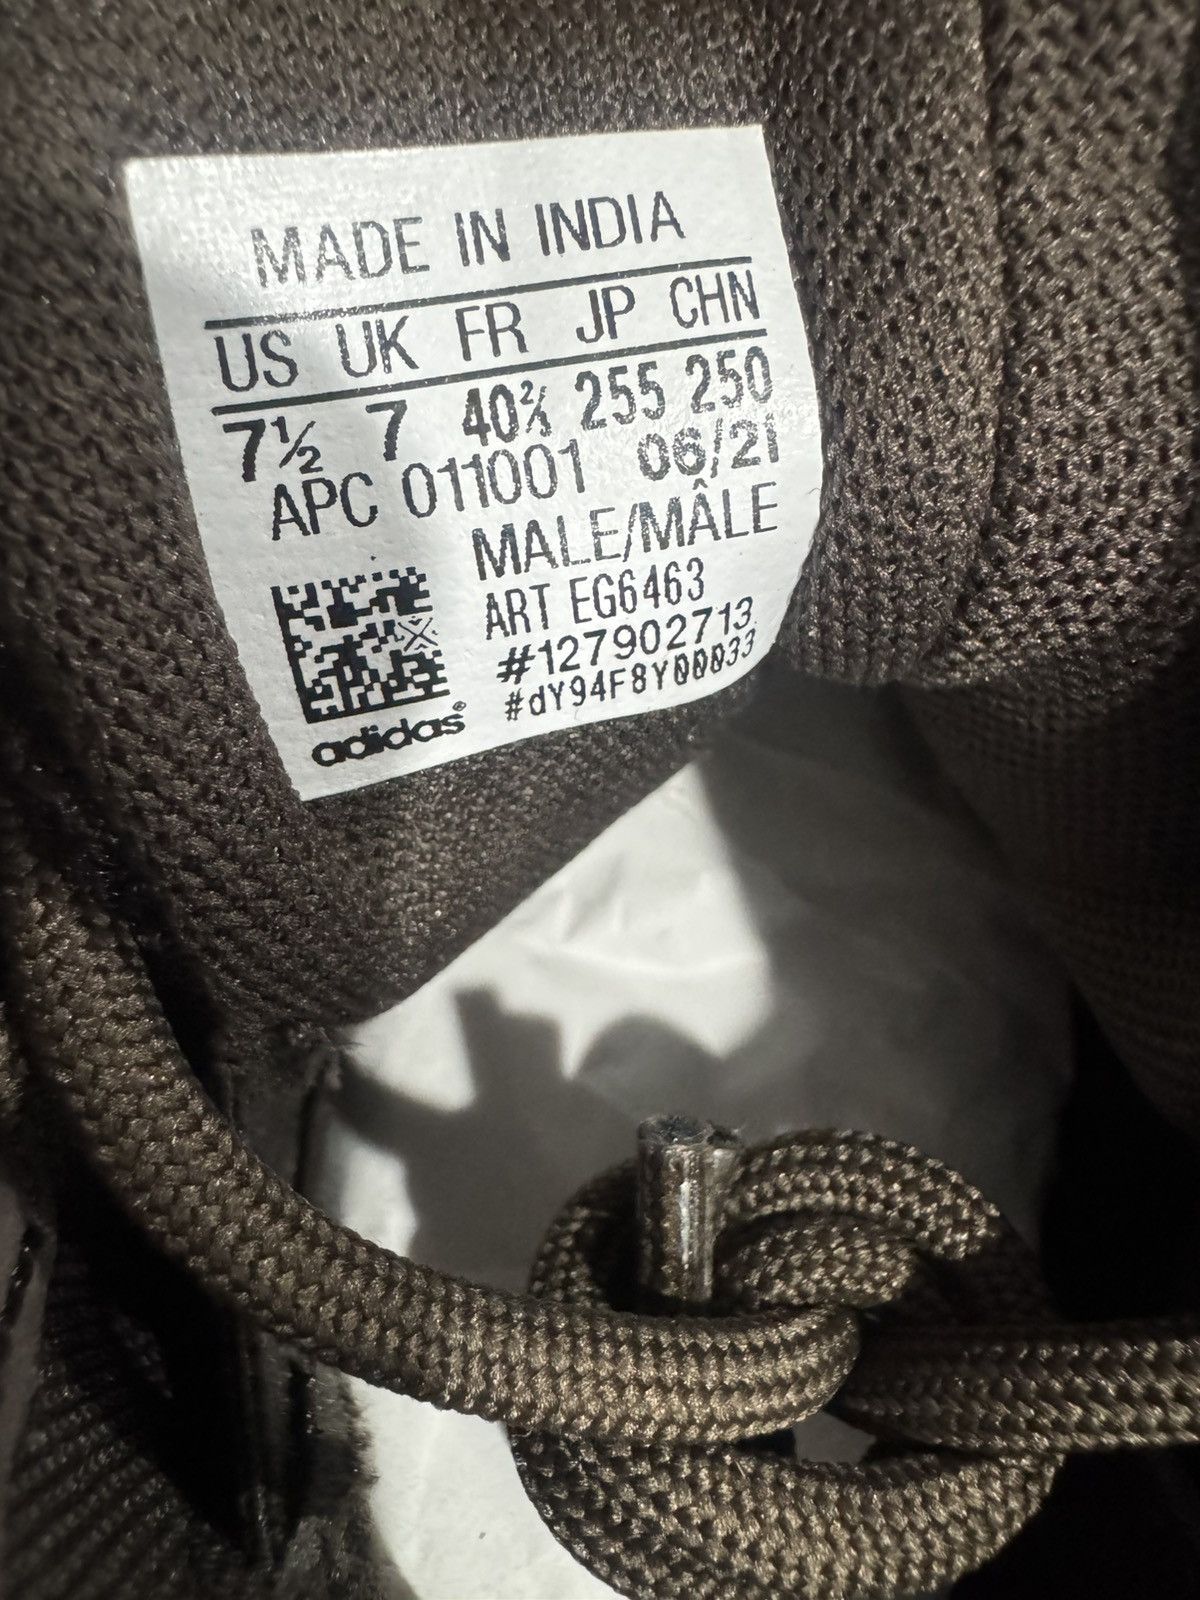 MADE IN INDIA
US UK FR JP CHN
7½ 7 40⅔ 255 250
APC 011001 06/21
MALE/MÂLE
ART EG6463
#127902713
#dY94F8Y00033
adidas®